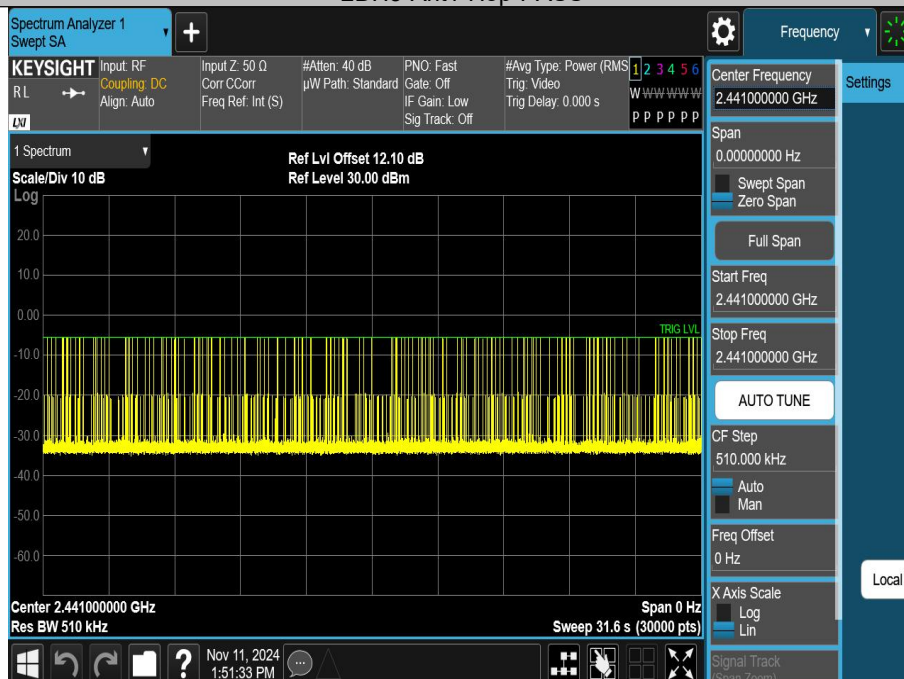 Spectrum Analyzer 1
Swept SA
Frequency
KEYSIGHT
R L
LXI
Input: RF
Coupling: DC
Align: Auto
Input Z: 50 Ω
Corr CCorr
Freq Ref: Int (S)
#Atten: 40 dB
µW Path: Standard
PNO: Fast
Gate: Off
IF Gain: Low
Sig Track: Off
#Avg Type: Power (RMS
Trig: Video
Trig Delay: 0.000 s
1 2 3 4 5 6
W W W W W W
P P P P P P
Center Frequency
2.441000000 GHz
Settings
1 Spectrum
Scale/Div 10 dB
Log
Ref Lvl Offset 12.10 dB
Ref Level 30.00 dBm
20.0
10.0
0.00
-10.0
-20.0
-30.0
-40.0
-50.0
-60.0
TRIG LVL
Center 2.441000000 GHz
Res BW 510 kHz
Span 0 Hz
Sweep 31.6 s (30000 pts)
Span
0.00000000 Hz
Swept Span
Zero Span
Full Span
Start Freq
2.441000000 GHz
Stop Freq
2.441000000 GHz
AUTO TUNE
CF Step
510.000 kHz
Auto
Man
Freq Offset
0 Hz
X Axis Scale
Log
Lin
Signal Track
(Span Zoom)
Local
?
Nov 11, 2024
1:51:33 PM